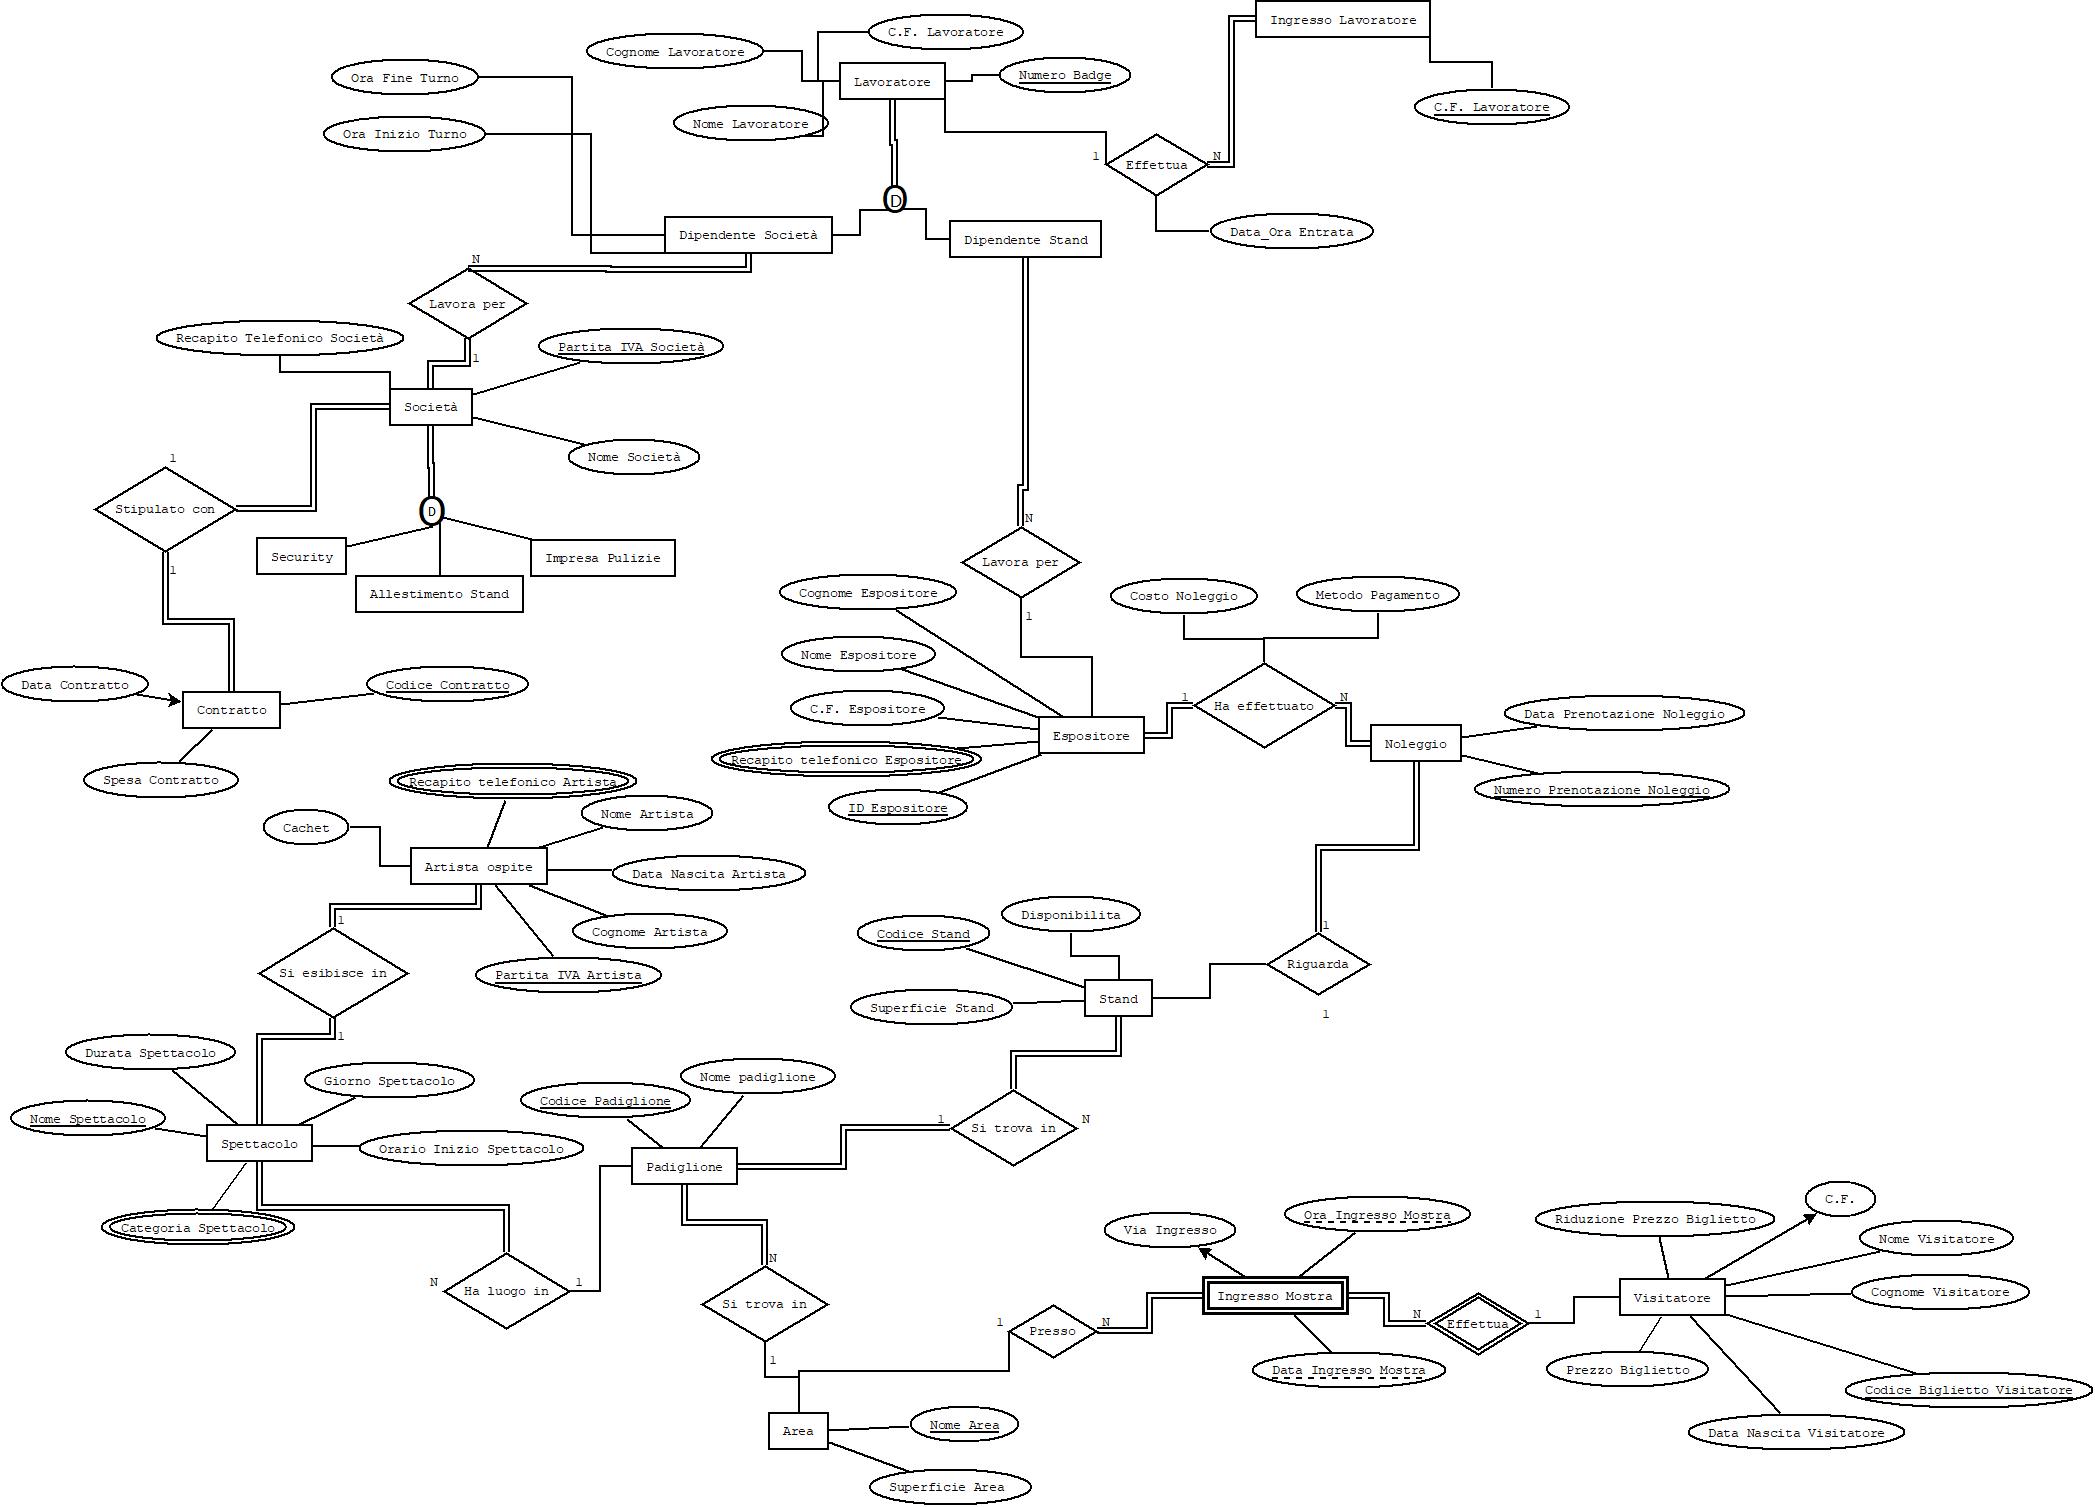 Ingresso Lavoratore
C.F. Lavoratore
Cognome Lavoratore
Ora Fine Turno
Lavoratore
Numero Badge
C.F. Lavoratore
Nome Lavoratore
Ora Inizio Turno
1
N
Effettua
D
Data_Ora Entrata
Dipendente Società
Dipendente Stand
N
Lavora per
Recapito Telefonico Società
Partita IVA Società
1
Società
Nome Società
1
Stipulato con
D
N
Security
Impresa Pulizie
Lavora per
1
Allestimento Stand
Cognome Espositore
Costo Noleggio
Metodo Pagamento
1
Nome Espositore
Data Contratto
Codice Contratto
1
N
C.F. Espositore
Ha effettuato
Data Prenotazione Noleggio
Contratto
Espositore
Noleggio
Recapito telefonico Espositore
Spesa Contratto
Recapito telefonico Artista
Numero Prenotazione Noleggio
ID Espositore
Nome Artista
Cachet
Artista ospite
Data Nascita Artista
Disponibilita
1
1
Cognome Artista
Codice Stand
Riguarda
Si esibisce in
Partita IVA Artista
Stand
Superficie Stand
1
1
Durata Spettacolo
Giorno Spettacolo
Nome padiglione
Codice Padiglione
Nome Spettacolo
1
N
Si trova in
Spettacolo
Orario Inizio Spettacolo
Padiglione
C.F.
Categoria Spettacolo
Via Ingresso
Ora Ingresso Mostra
Riduzione Prezzo Biglietto
Nome Visitatore
N
N
1
Ha luogo in
Ingresso Mostra
Visitatore
Cognome Visitatore
Si trova in
1
N
N
1
Presso
Effettua
1
Data Ingresso Mostra
Prezzo Biglietto
Codice Biglietto Visitatore
Area
Nome Area
Data Nascita Visitatore
Superficie Area